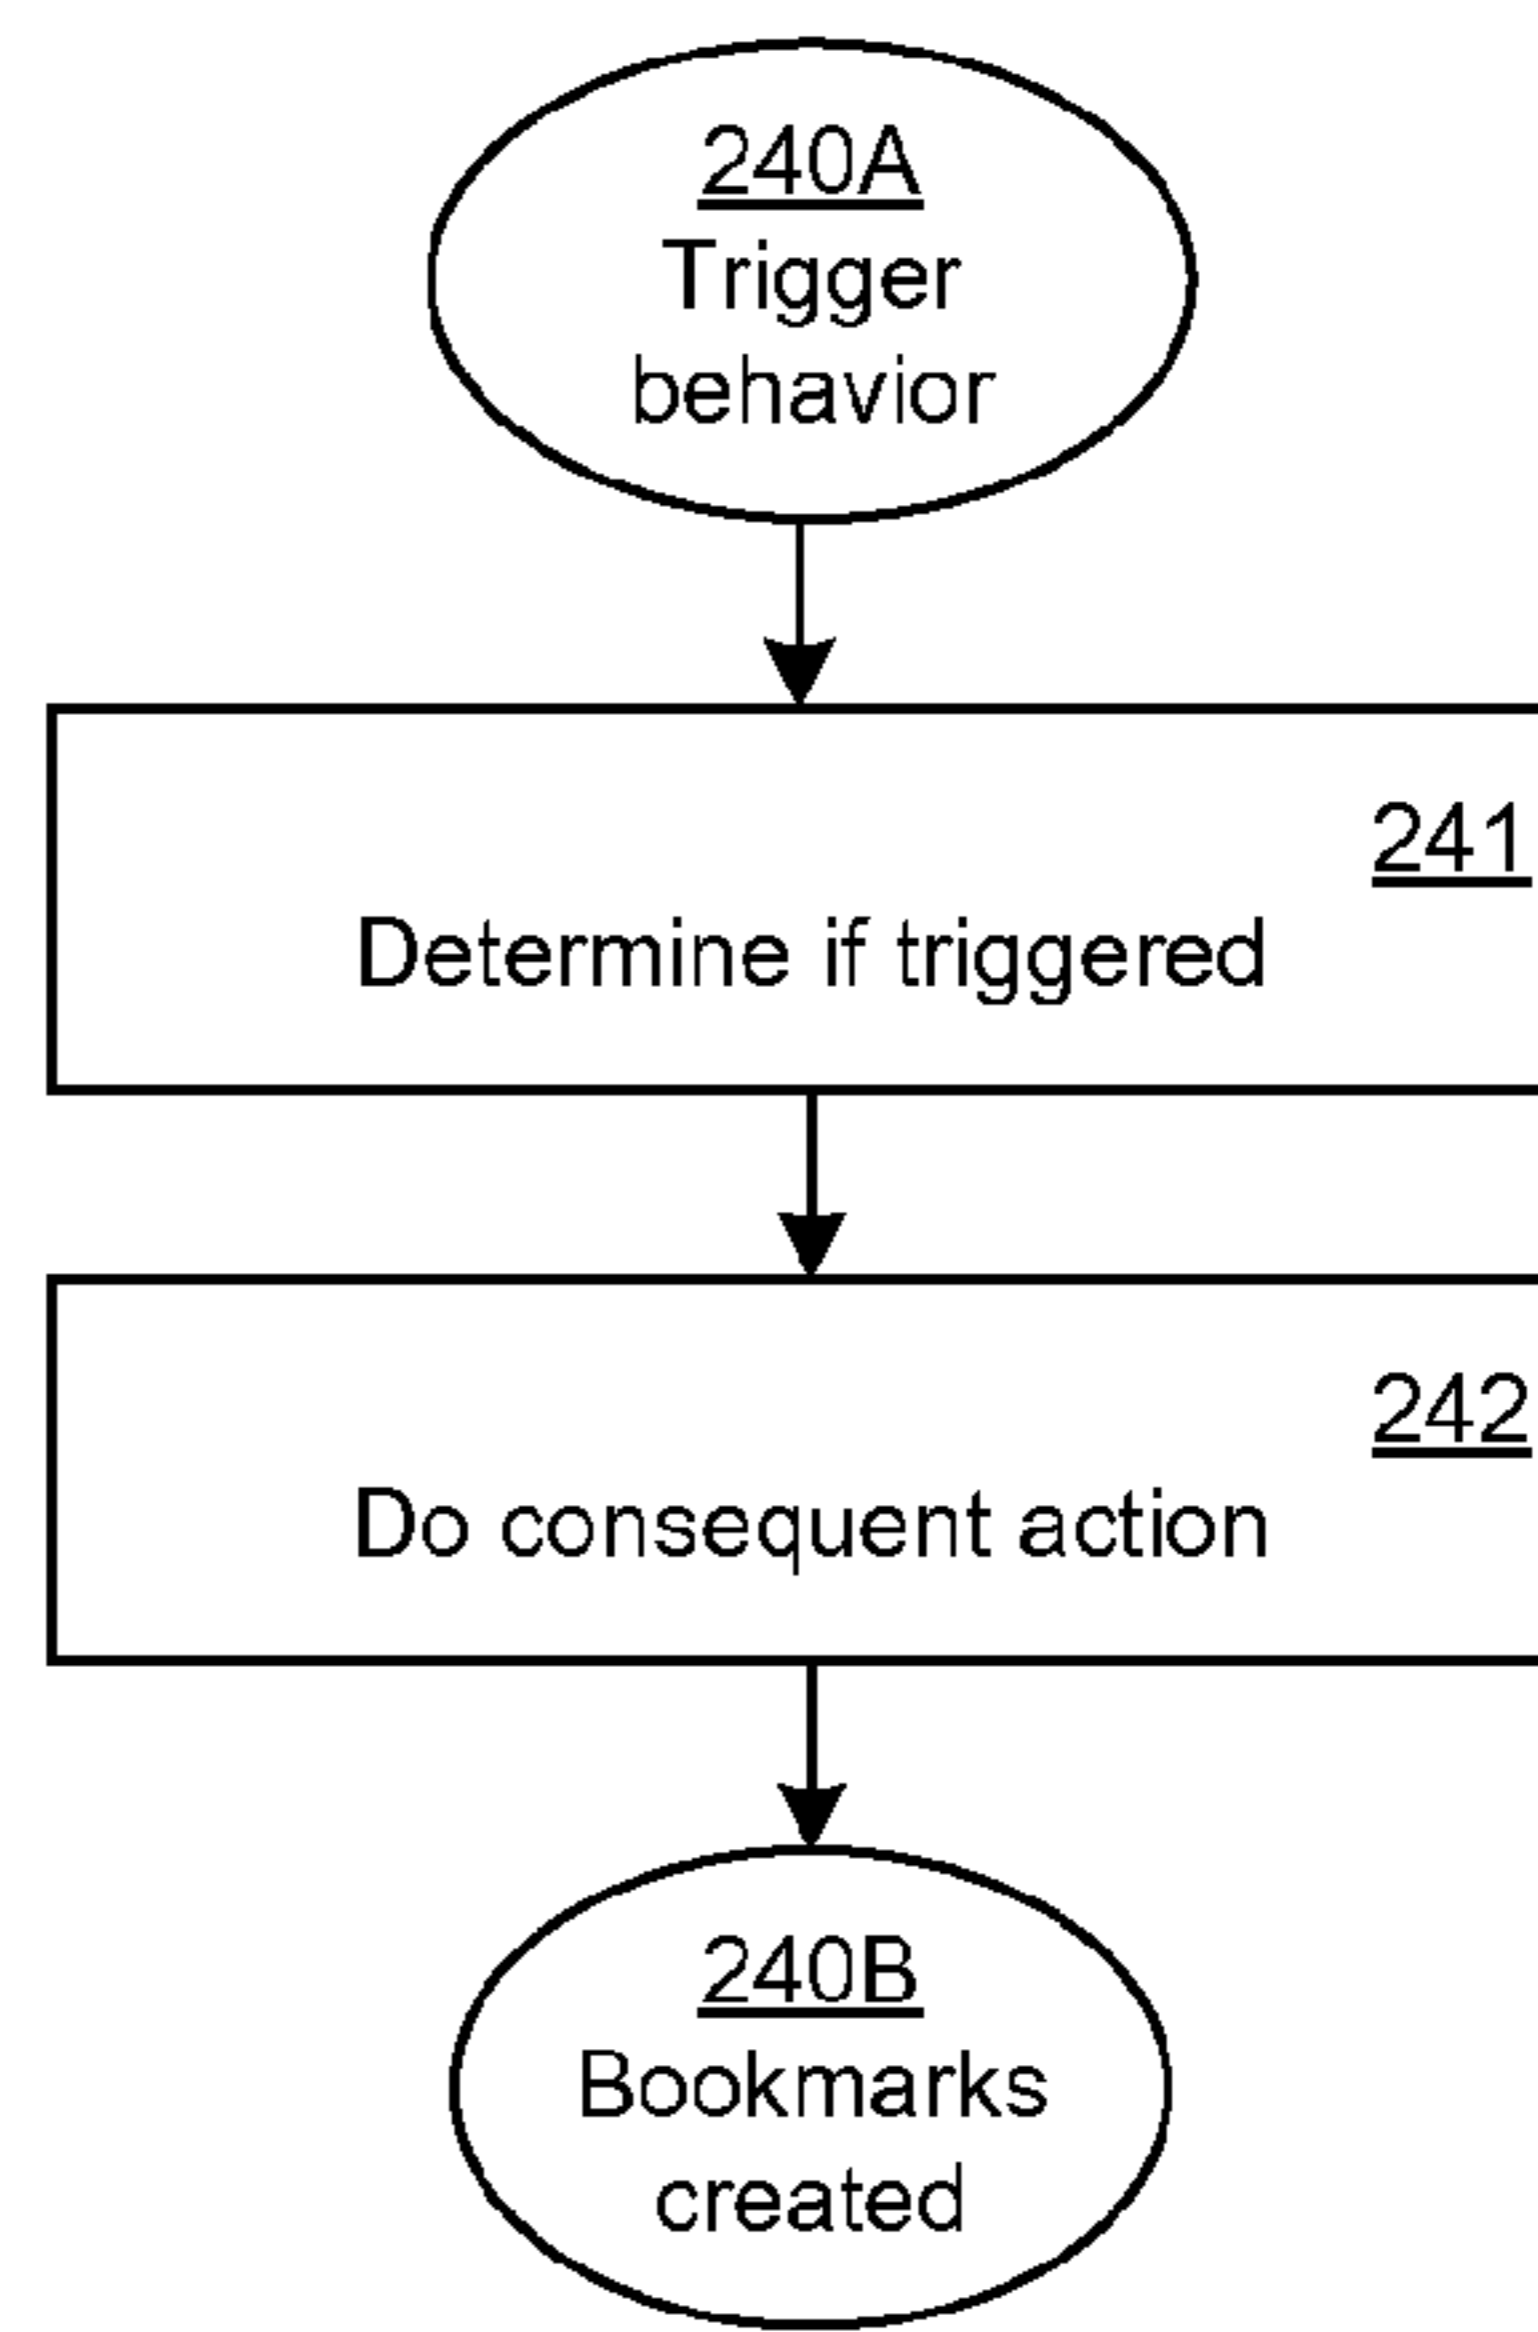 240A
Trigger
behavior
241
Determine if triggered
242
Do consequent action
240B
Bookmarks
created